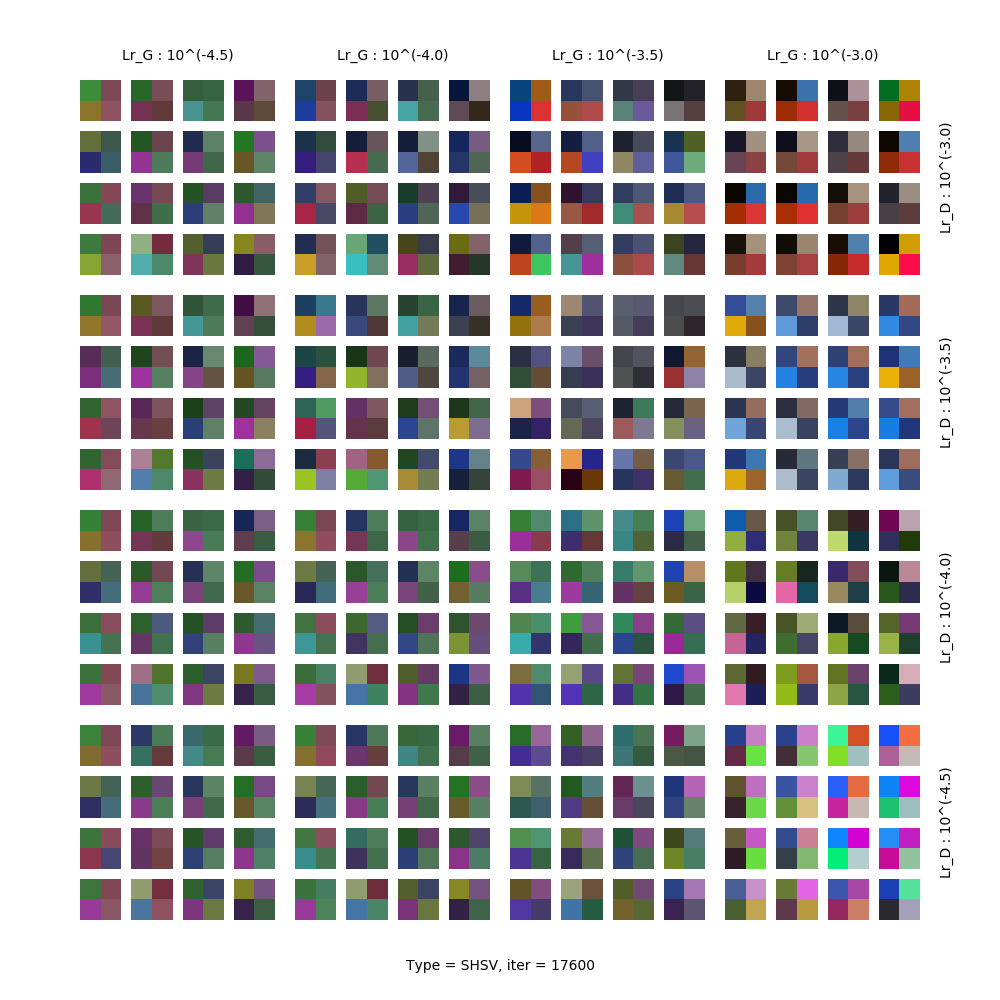 Lr_G : 10^(-4.5)
Lr_G : 10^(-4.0)
Lr_G : 10^(-3.5)
Lr_G : 10^(-3.0)
Lr_D : 10^(-3.0)
Lr_D : 10^(-3.5)
Lr_D : 10^(-4.0)
Lr_D : 10^(-4.5)
Type = SHSV, iter = 17600